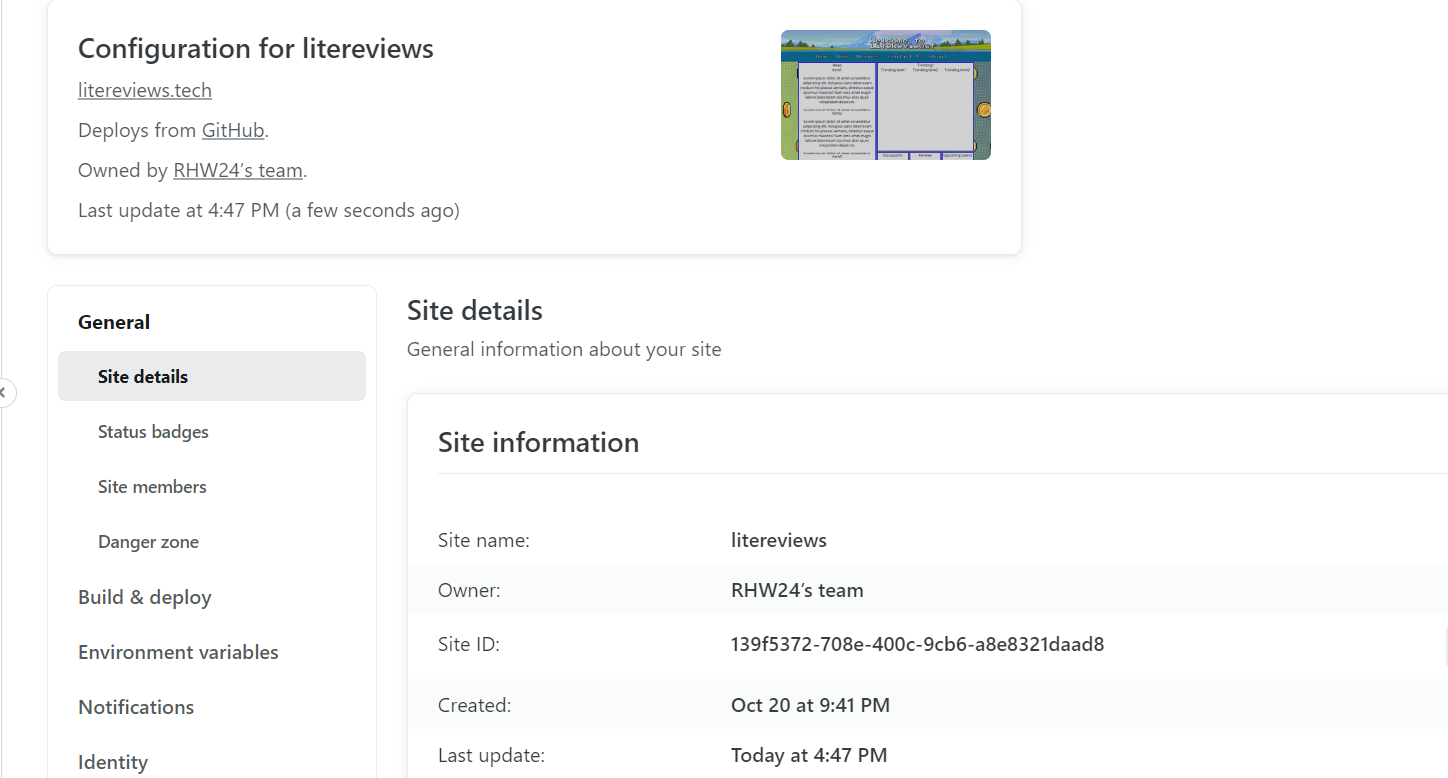 Configuration for litereviews
litereviews.tech
Deploys from GitHub.
Owned by RHW24’s team.
Last update at 4:47 PM (a few seconds ago)
Welcome to
LiteReviews!
General
Site details
Status badges
Site members
Danger zone
Build & deploy
Environment variables
Notifications
Identity
Site details
General information about your site
Site information
Site name: litereviews
Owner: RHW24’s team
Site ID: 139f5372-708e-400c-9cb6-a8e8321daad8
Created: Oct 20 at 9:41 PM
Last update: Today at 4:47 PM